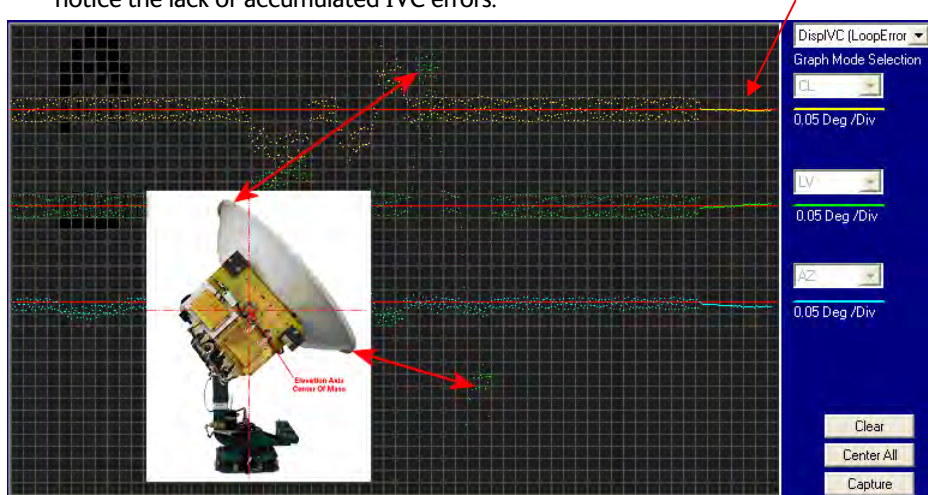 notice the lack of accumulated IVC errors.
DispIVC (LoopError
Graph Mode Selection
CL
0.05 Deg /Div
LV
0.05 Deg /Div
AZ
0.05 Deg /Div
Elevation Axis
Center Of Mass
Clear
Center All
Capture